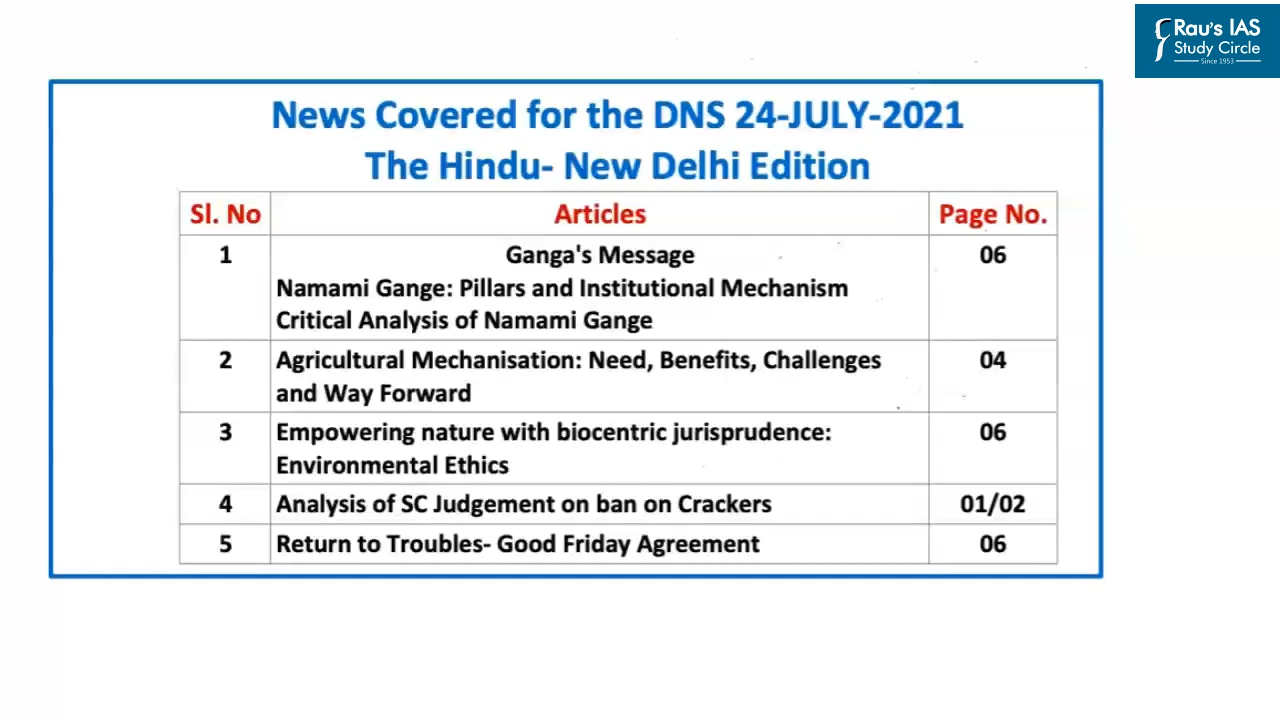 Rau's IAS
Study Circle
Since 1953
News Covered for the DNS 24-JULY-2021
The Hindu- New Delhi Edition
Sl. No Articles Page No.
1 Ganga's Message 06
Namami Gange: Pillars and Institutional Mechanism
Critical Analysis of Namami Gange
2 Agricultural Mechanisation: Need, Benefits, Challenges 04
and Way Forward
3 Empowering nature with biocentric jurisprudence: 06
Environmental Ethics
4 Analysis of SC Judgement on ban on Crackers 01/02
5 Return to Troubles- Good Friday Agreement 06